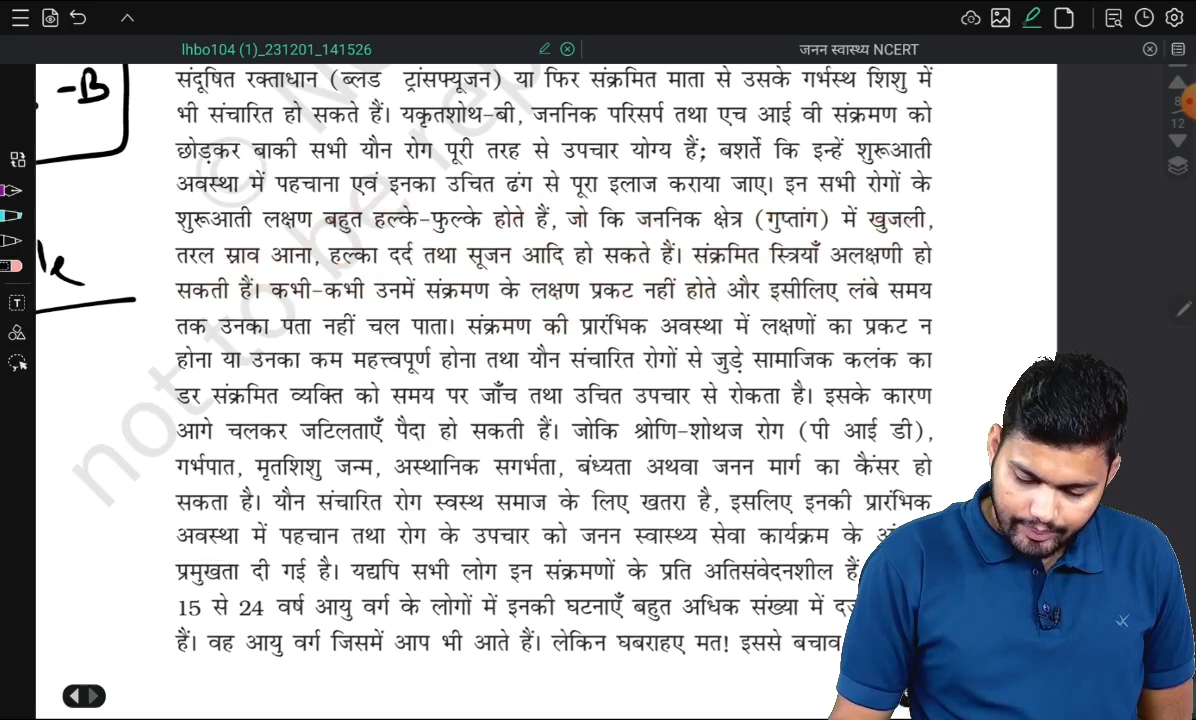 lhbo104 (1)_231201_141526
जनन स्वास्थ्य NCERT
-B
8
12
संदूषित रक्ताधान (ब्लड ट्रांसफ्यूजन) या फिर संक्रमित माता से उसके गर्भस्थ शिशु में
भी संचारित हो सकते हैं। यकृतशोथ-बी, जननिक परिसर्प तथा एच आई वी संक्रमण को
छोड़कर बाकी सभी यौन रोग पूरी तरह से उपचार योग्य हैं; बशर्ते कि इन्हें शुरूआती
अवस्था में पहचाना एवं इनका उचित ढंग से पूरा इलाज कराया जाए। इन सभी रोगों के
शुरूआती लक्षण बहुत हल्के-फुल्के होते हैं, जो कि जननिक क्षेत्र (गुप्तांग) में खुजली,
तरल स्राव आना, हल्का दर्द तथा सूजन आदि हो सकते हैं। संक्रमित स्त्रियाँ अलक्षणी हो
सकती हैं। कभी-कभी उनमें संक्रमण के लक्षण प्रकट नहीं होते और इसीलिए लंबे समय
तक उनका पता नहीं चल पाता। संक्रमण की प्रारंभिक अवस्था में लक्षणों का प्रकट न
होना या उनका कम महत्त्वपूर्ण होना तथा यौन संचारित रोगों से जुड़े सामाजिक कलंक का
डर संक्रमित व्यक्ति को समय पर जाँच तथा उचित उपचार से रोकता है। इसके कारण
आगे चलकर जटिलताएँ पैदा हो सकती हैं। जोकि श्रोणि-शोथज रोग (पी आई डी),
गर्भपात, मृतशिशु जन्म, अस्थानिक सगर्भता, बंध्यता अथवा जनन मार्ग का कैंसर हो
सकता है। यौन संचारित रोग स्वस्थ समाज के लिए खतरा है, इसलिए इनकी प्रारंभिक
अवस्था में पहचान तथा रोग के उपचार को जनन स्वास्थ्य सेवा कार्यक्रम के
प्रमुखता दी गई है। यद्यपि सभी लोग इन संक्रमणों के प्रति अतिसंवेदनशील हैं
15 से 24 वर्ष आयु वर्ग के लोगों में इनकी घटनाएँ बहुत अधिक संख्या में
हैं। वह आयु वर्ग जिसमें आप भी आते हैं। लेकिन घबराहए मत! इससे बचाव
not to be rep